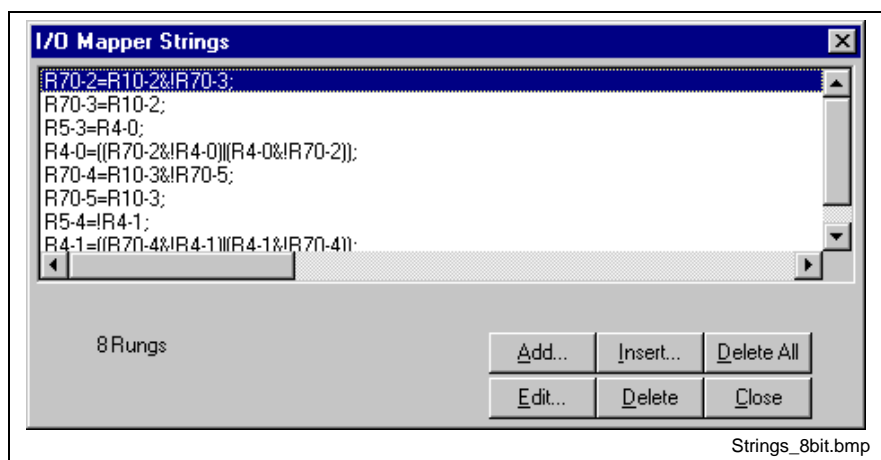 I/O Mapper Strings
R70-2=R10-2&!R70-3;
R70-3=R10-2;
R5-3=R4-0;
R4-0=((R70-2&!R4-0)|(R4-0&!R70-2));
R70-4=R10-3&!R70-5;
R70-5=R10-3;
R5-4=!R4-1;
R4-1=((R70-4&!R4-1)|(R4-1&!R70-4));
8 Rungs
Add... Insert... Delete All
Edit... Delete Close
Strings_8bit.bmp